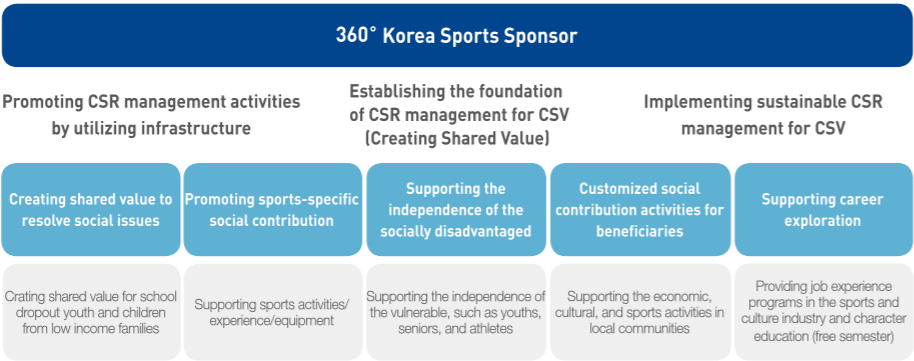 360° Korea Sports Sponsor
Promoting CSR management activities
by utilizing infrastructure
Establishing the foundation
of CSR management for CSV
(Creating Shared Value)
Implementing sustainable CSR
management for CSV
Creating shared value to
resolve social issues
Promoting sports-specific
social contribution
Supporting the
independence of the
socially disadvantaged
Customized social
contribution activities for
beneficiaries
Supporting career
exploration
Crating shared value for school
dropout youth and children
from low income families
Supporting sports activities/
experience/equipment
Supporting the independence of
the vulnerable, such as youths,
seniors, and athletes
Supporting the economic,
cultural, and sports activities in
local communities
Providing job experience
programs in the sports and
culture industry and character
education (free semester)